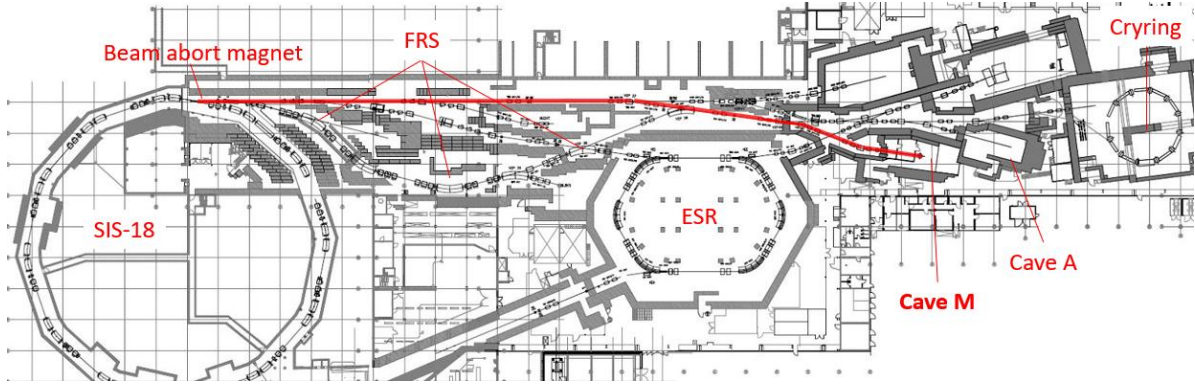 Beam abort magnet
FRS
Cryring
SIS-18
ESR
Cave A
Cave M